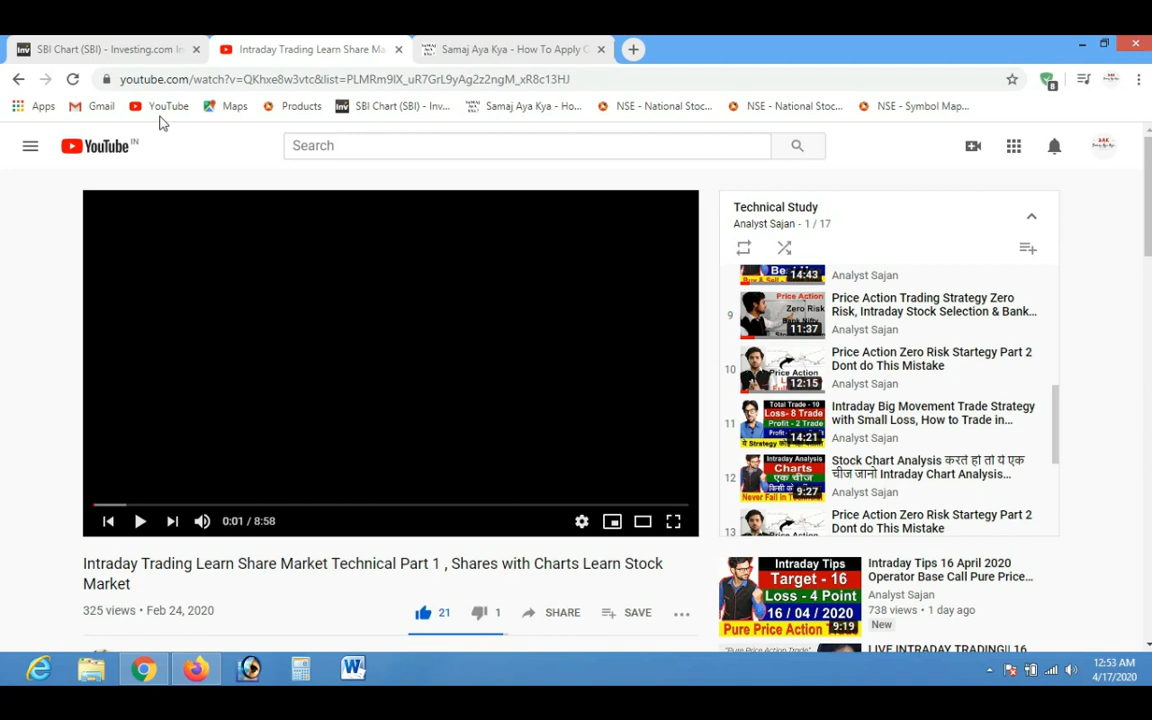 SBI Chart (SBI) - Investing.com In
Intraday Trading Learn Share Ma
Samaj Aya Kya - How To Apply C
youtube.com/watch?v=QKhxe8w3vtc&list=PLMRm9lX_uR7GrL9yAg2z2ngM_xR8c13HJ
8
Apps
Gmail
YouTube
Maps
Products
SBI Chart (SBI) - Inv...
Samaj Aya Kya - Ho...
NSE - National Stoc...
NSE - National Stoc...
NSE - Symbol Map...
YouTube IN
Search
Technical Study
Analyst Sajan - 1 / 17
14:43
Analyst Sajan
9
Price Action
Zero Risk
11:37
Price Action Trading Strategy Zero
Risk, Intraday Stock Selection & Bank...
Analyst Sajan
10
12:15
Price Action Zero Risk Startegy Part 2
Dont do This Mistake
Analyst Sajan
11
Total Trade - 10
Loss- 8 Trade
Profit - 2 Trade
14:21
Intraday Big Movement Trade Strategy
with Small Loss, How to Trade in...
Analyst Sajan
12
Intraday Analysis
Charts
एक चीज
9:27
Stock Chart Analysis करते हो तो ये एक
चीज जानो Intraday Chart Analysis...
Analyst Sajan
13
Price Action Zero Risk Startegy Part 2
Dont do This Mistake
0:01 / 8:58
Intraday Trading Learn Share Market Technical Part 1 , Shares with Charts Learn Stock
Market
325 views • Feb 24, 2020
21
1
SHARE
SAVE
Intraday Tips
Target - 16
Loss - 4 Point
16 / 04 / 2020
Pure Price Action
9:19
Intraday Tips 16 April 2020
Operator Base Call Pure Price...
Analyst Sajan
738 views • 1 day ago
New
LIVE INTRADAY TRADING!! 16
12:53 AM
4/17/2020